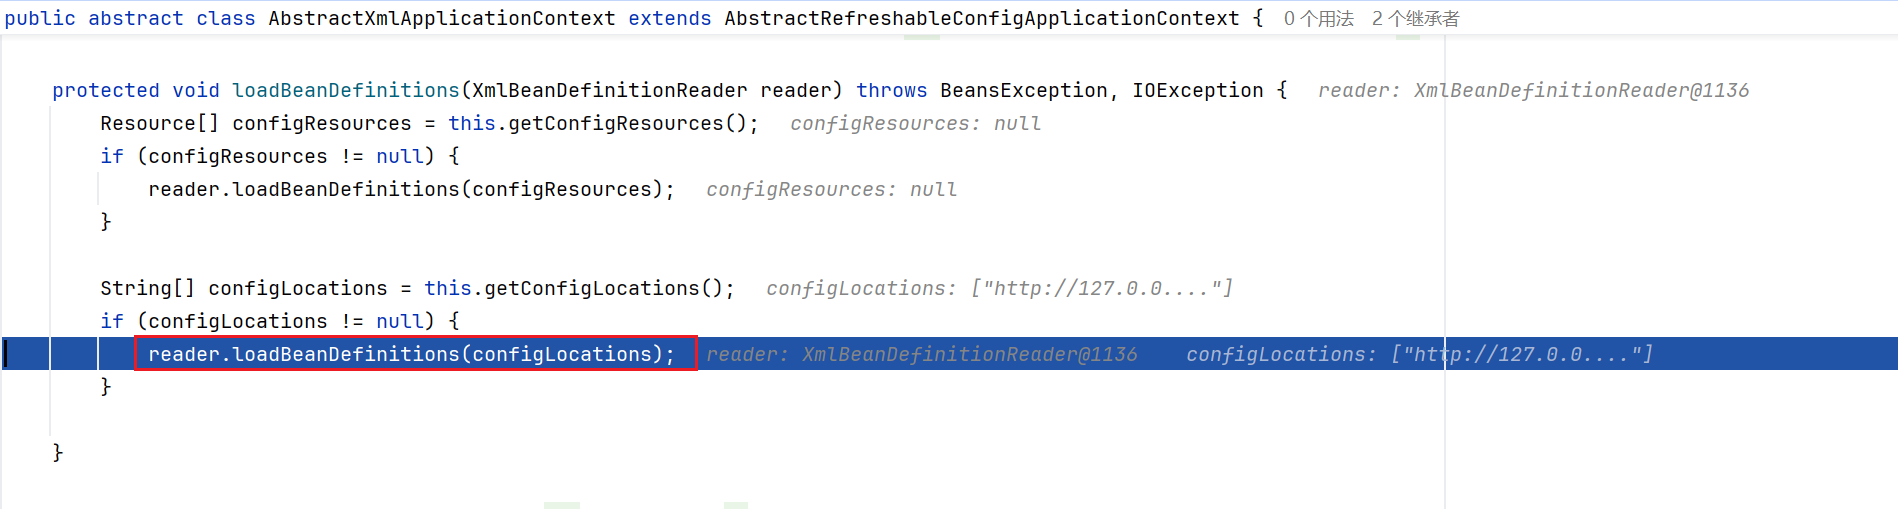 public abstract class AbstractXmlApplicationContext extends AbstractRefreshableConfigApplicationContext { 0 个用法 2 个继承者
protected void loadBeanDefinitions(XmlBeanDefinitionReader reader) throws BeansException, IOException { reader: XmlBeanDefinitionReader@1136
Resource[] configResources = this.getConfigResources(); configResources: null
if (configResources != null) {
reader.loadBeanDefinitions(configResources); configResources: null
}
String[] configLocations = this.getConfigLocations(); configLocations: ["http://127.0.0...."]
if (configLocations != null) {
reader.loadBeanDefinitions(configLocations); reader: XmlBeanDefinitionReader@1136 configLocations: ["http://127.0.0...."]
}
}